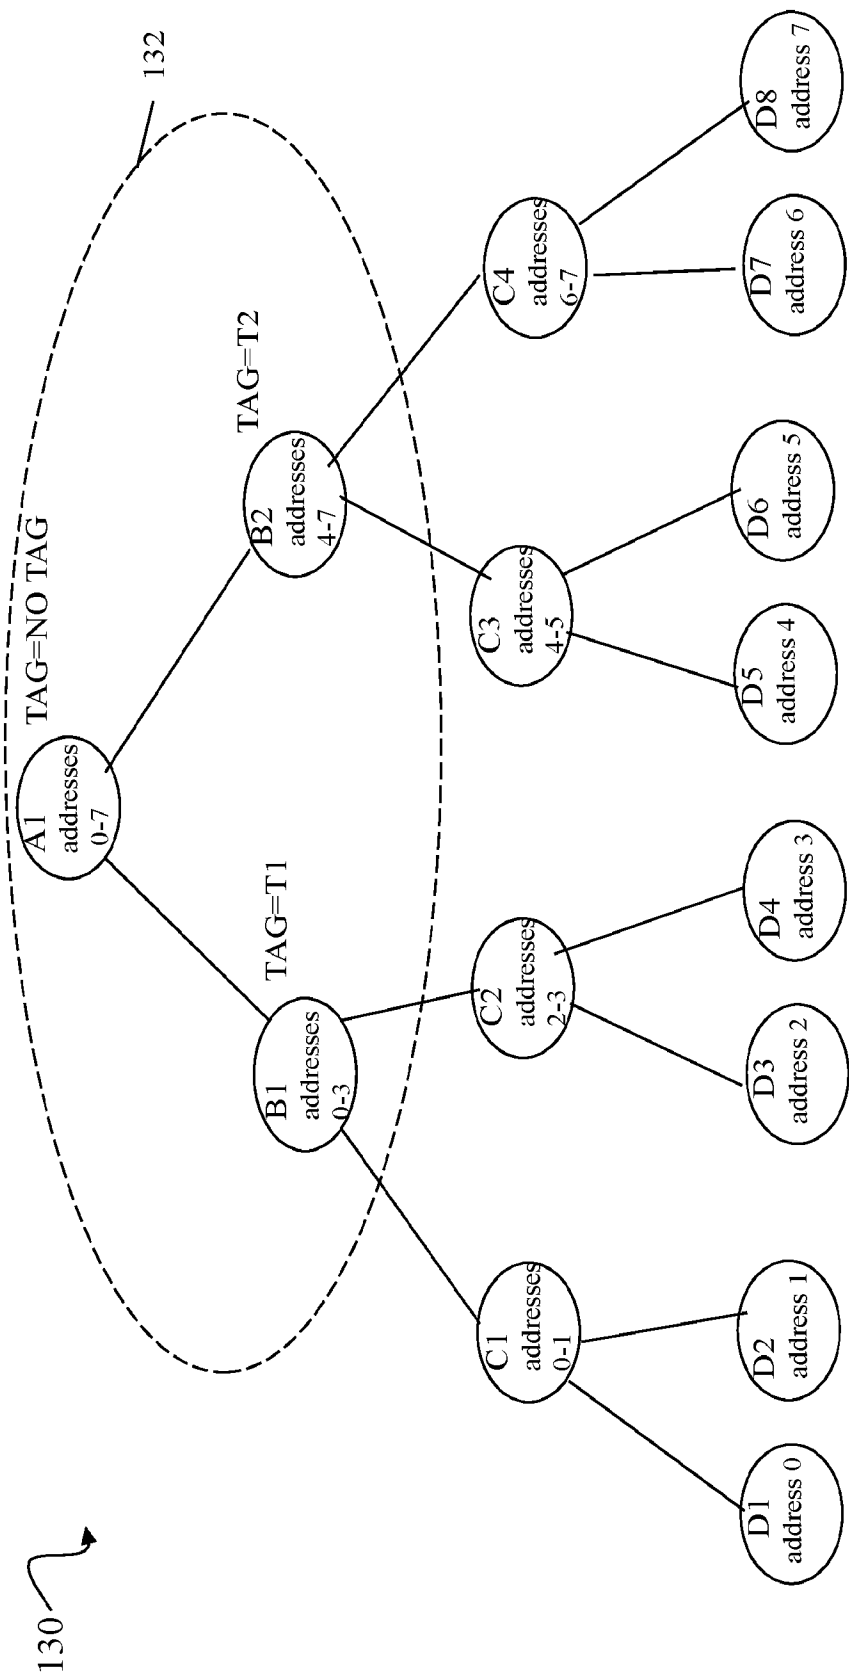 130
132
TAG=NO TAG
A1
addresses
0-7
TAG=T1
B1
addresses
0-3
TAG=T2
B2
addresses
4-7
C1
addresses
0-1
C2
addresses
2-3
C3
addresses
4-5
C4
addresses
6-7
D1
address 0
D2
address 1
D3
address 2
D4
address 3
D5
address 4
D6
address 5
D7
address 6
D8
address 7